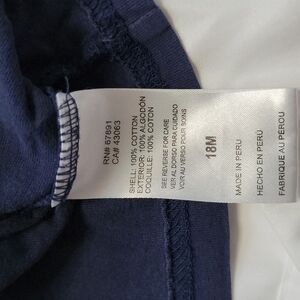 RN# 67891
CA# 43063
SHELL: 100% COTTON
EXTERIOR: 100% ALGODÓN
COQUILLE: 100% COTON
SEE REVERSE FOR CARE
VER AL DORSO PARA CUIDADO
VOIR AU VERSO POUR SOINS
18M
MADE IN PERU
HECHO EN PERÚ
FABRIQUÉ AU PÉROU